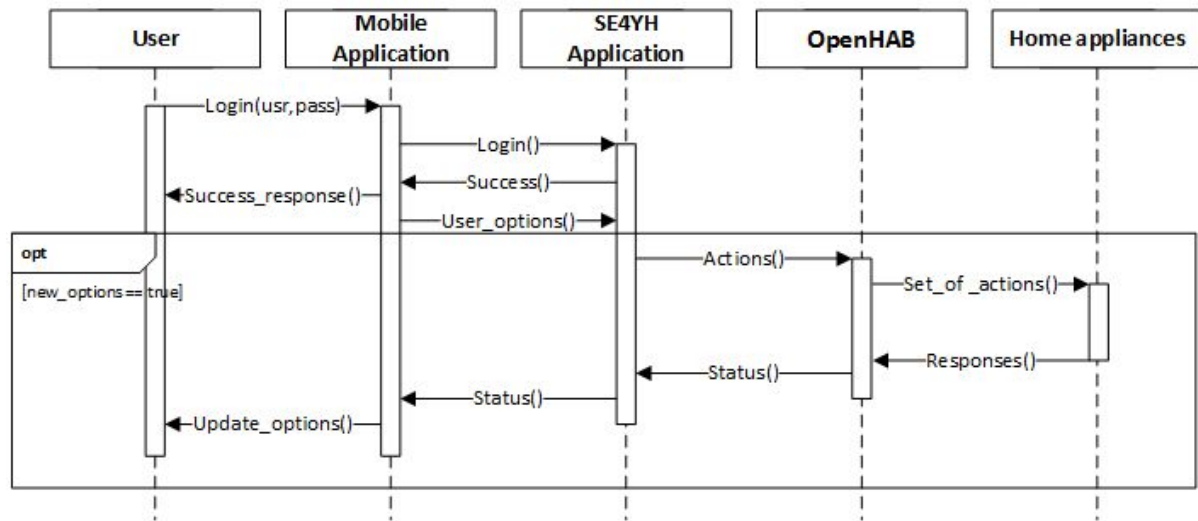 User
Mobile
Application
SE4YH
Application
OpenHAB
Home appliances
Login(usr,pass)
Login()
Success()
Success_response()
User_options()
opt
[new_options== true]
Actions()
Set_of _actions()
Responses()
Status()
Status()
Update_options()